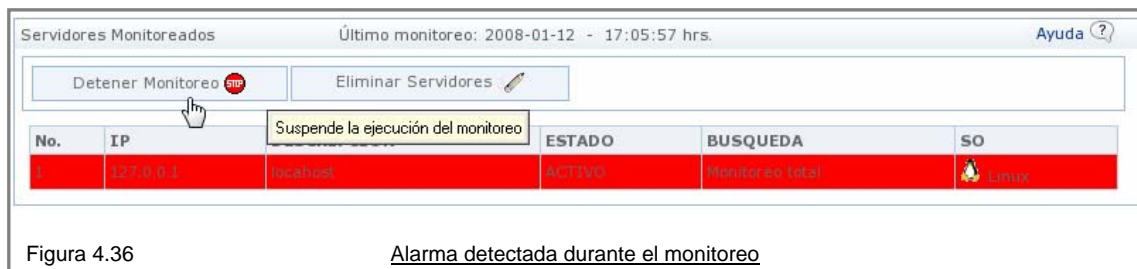 Servidores Monitoreados Último monitoreo: 2008-01-12 - 17:05:57 hrs. Ayuda ?
Detener Monitoreo STOP Eliminar Servidores
Suspende la ejecución del monitoreo
No. IP ESTADO BUSQUEDA SO
1 127.0.0.1 locahost ACTIVO Monitoreo total Linux
Figura 4.36 Alarma detectada durante el monitoreo